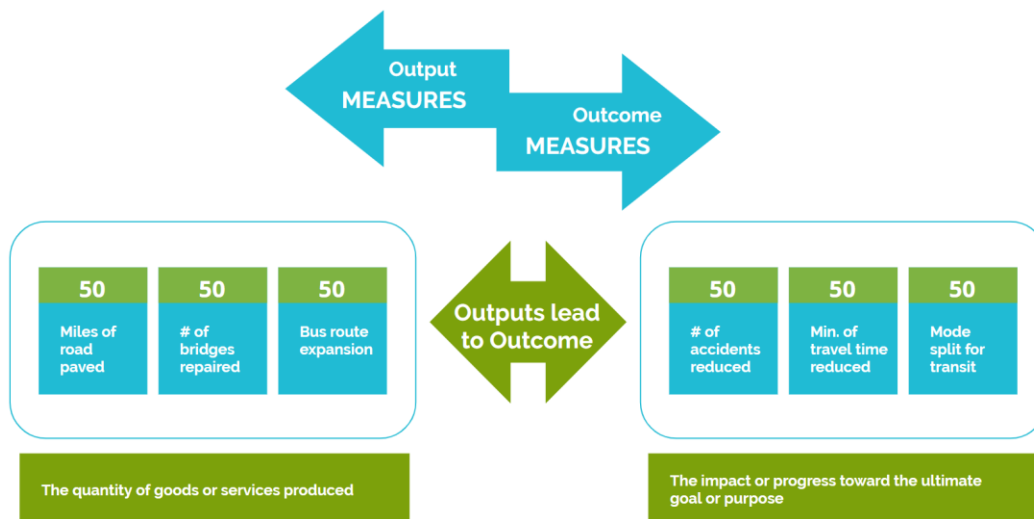 Output
MEASURES
Outcome
MEASURES
50
Miles of
road
paved
50
# of
bridges
repaired
50
Bus route
expansion
Outputs lead
to Outcome
50
# of
accidents
reduced
50
Min. of
travel time
reduced
50
Mode
split for
transit
The quantity of goods or services produced
The impact or progress toward the ultimate
goal or purpose